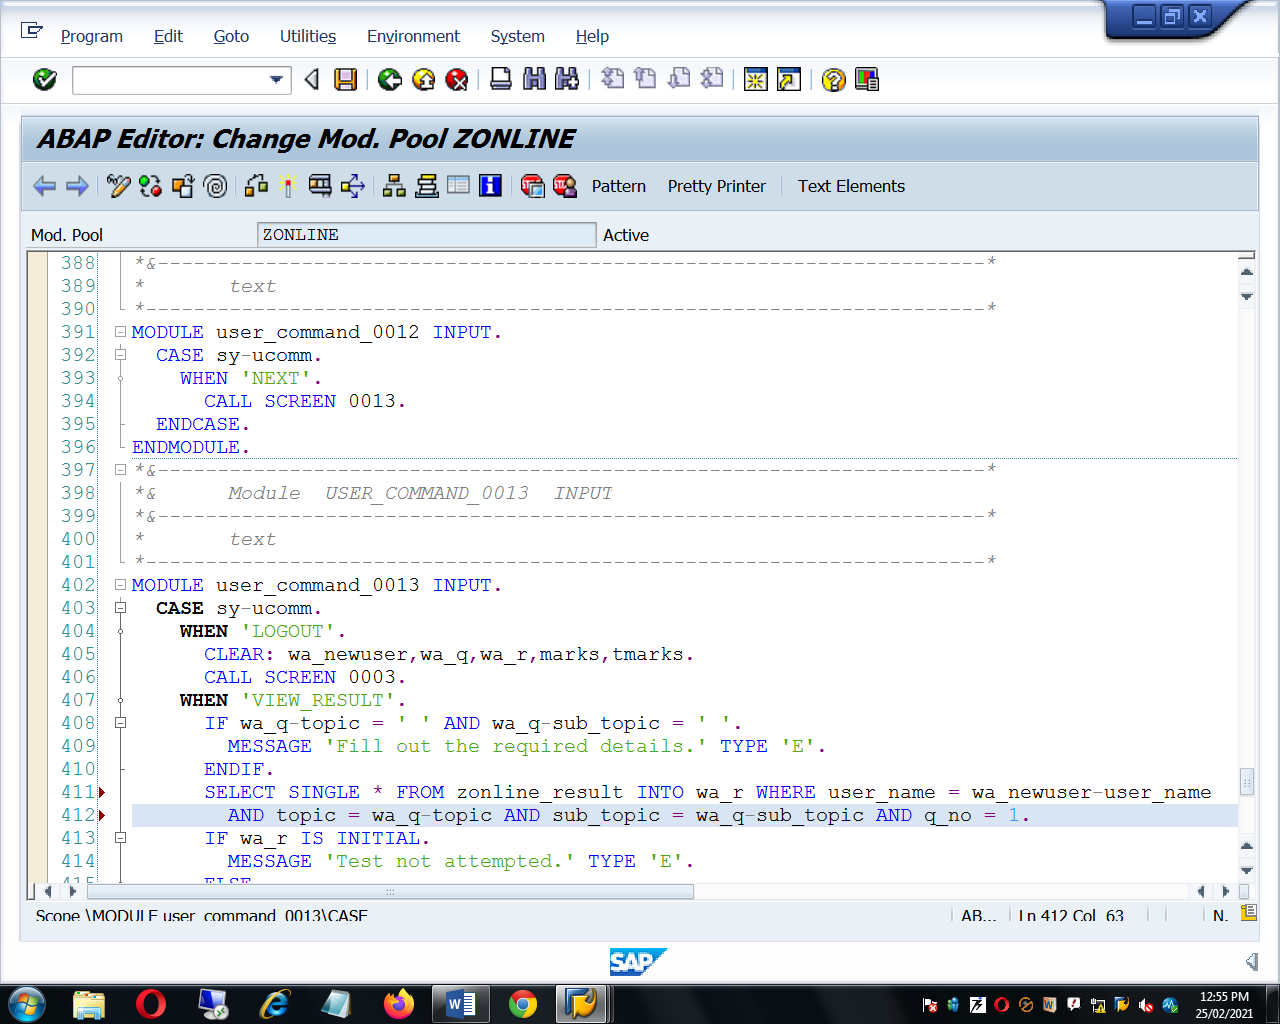 Program Edit Goto Utilities Environment System Help
ABAP Editor: Change Mod. Pool ZONLINE
Pattern Pretty Printer Text Elements
Mod. Pool ZONLINE Active
388 *&---------------------------------------------------------------------*
389 *       text
390 *----------------------------------------------------------------------*
391 MODULE user_command_0012 INPUT.
392   CASE sy-ucomm.
393     WHEN 'NEXT'.
394       CALL SCREEN 0013.
395   ENDCASE.
396 ENDMODULE.
397 *&---------------------------------------------------------------------*
398 *&      Module  USER_COMMAND_0013  INPUT
399 *&---------------------------------------------------------------------*
400 *       text
401 *----------------------------------------------------------------------*
402 MODULE user_command_0013 INPUT.
403   CASE sy-ucomm.
404     WHEN 'LOGOUT'.
405       CLEAR: wa_newuser,wa_q,wa_r,marks,tmarks.
406       CALL SCREEN 0003.
407     WHEN 'VIEW_RESULT'.
408       IF wa_q-topic = ' ' AND wa_q-sub_topic = ' '.
409         MESSAGE 'Fill out the required details.' TYPE 'E'.
410       ENDIF.
411       SELECT SINGLE * FROM zonline_result INTO wa_r WHERE user_name = wa_newuser-user_name
412         AND topic = wa_q-topic AND sub_topic = wa_q-sub_topic AND q_no = 1.
413       IF wa_r IS INITIAL.
414         MESSAGE 'Test not attempted.' TYPE 'E'.
415       ELSE
Scope \MODULE user_command_0013\CASE AB... Ln 412 Col 63 N.
SAP
12:55 PM
25/02/2021